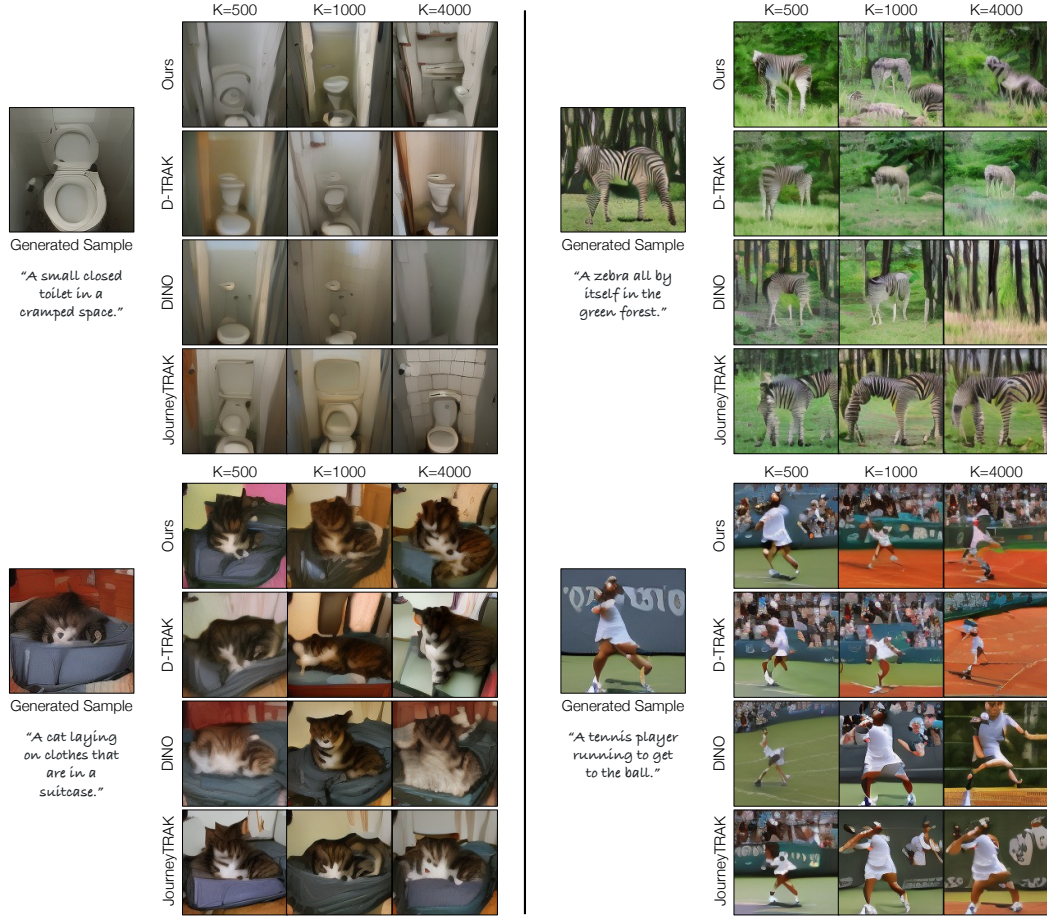 K=500 K=1000 K=4000
Ours
D-TRAK
DINO
JourneyTRAK
Generated Sample
“A small closed
toilet in a
cramped space.”
K=500 K=1000 K=4000
Ours
D-TRAK
DINO
JourneyTRAK
Generated Sample
“A zebra all by
itself in the
green forest.”
K=500 K=1000 K=4000
Ours
D-TRAK
DINO
JourneyTRAK
Generated Sample
“A cat laying
on clothes that
are in a
suitcase.”
K=500 K=1000 K=4000
Ours
D-TRAK
DINO
JourneyTRAK
Generated Sample
“A tennis player
running to get
to the ball.”